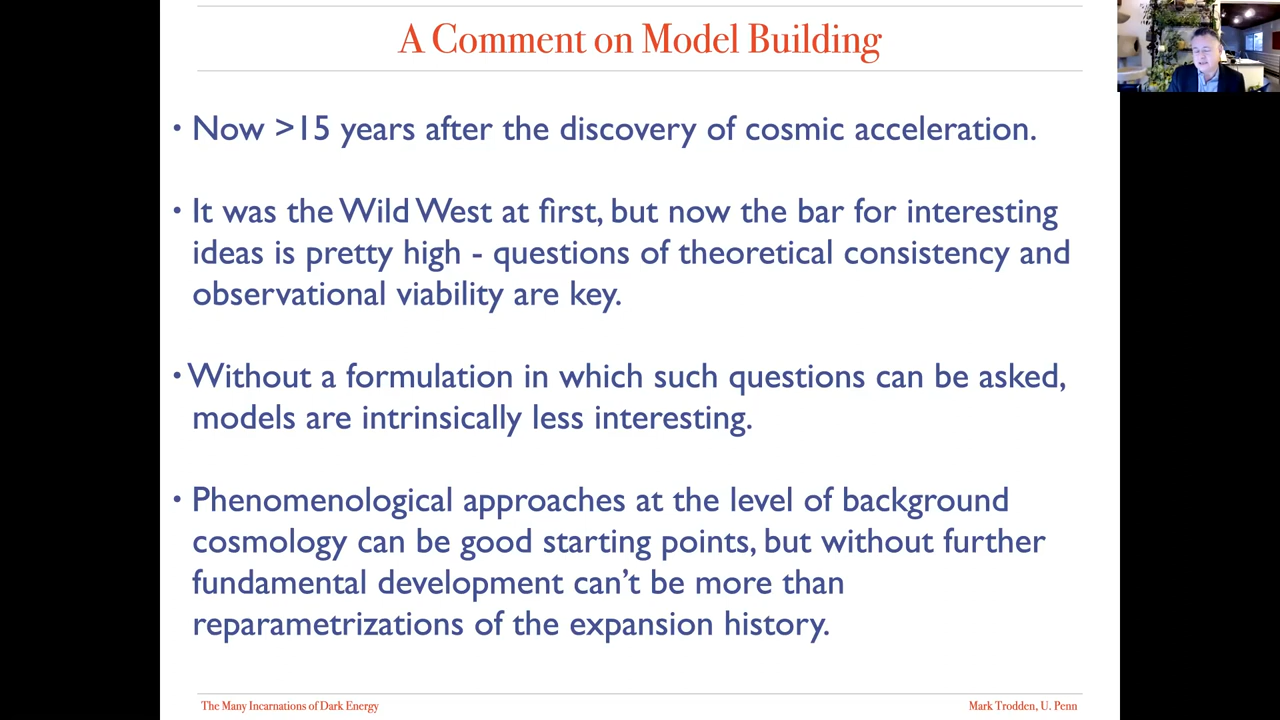 A Comment on Model Building
• Now >15 years after the discovery of cosmic acceleration.
• It was the Wild West at first, but now the bar for interesting
ideas is pretty high - questions of theoretical consistency and
observational viability are key.
• Without a formulation in which such questions can be asked,
models are intrinsically less interesting.
• Phenomenological approaches at the level of background
cosmology can be good starting points, but without further
fundamental development can’t be more than
reparametrizations of the expansion history.
The Many Incarnations of Dark Energy
Mark Trodden, U. Penn